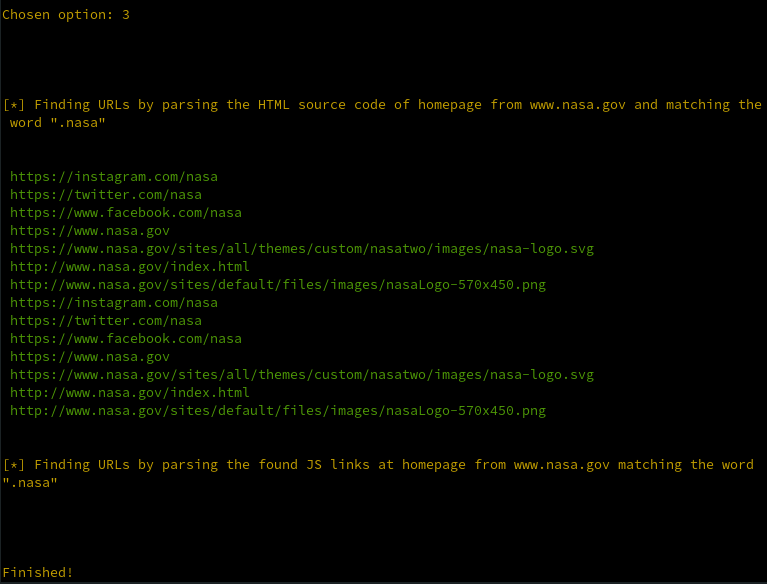 Chosen option: 3
[*] Finding URLs by parsing the HTML source code of homepage from www.nasa.gov and matching the
word ".nasa"
https://instagram.com/nasa
https://twitter.com/nasa
https://www.facebook.com/nasa
https://www.nasa.gov
https://www.nasa.gov/sites/all/themes/custom/nasatwo/images/nasa-logo.svg
http://www.nasa.gov/index.html
http://www.nasa.gov/sites/default/files/images/nasaLogo-570x450.png
https://instagram.com/nasa
https://twitter.com/nasa
https://www.facebook.com/nasa
https://www.nasa.gov
https://www.nasa.gov/sites/all/themes/custom/nasatwo/images/nasa-logo.svg
http://www.nasa.gov/index.html
http://www.nasa.gov/sites/default/files/images/nasaLogo-570x450.png
[*] Finding URLs by parsing the found JS links at homepage from www.nasa.gov matching the word
".nasa"
Finished!